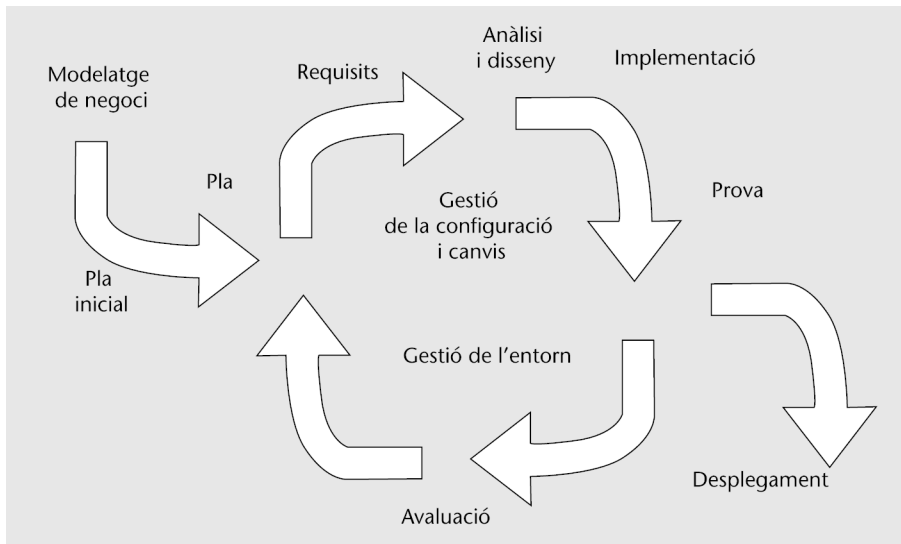 Modelatge
de negoci
Requisits
Anàlisi
i disseny
Implementació
Pla
Gestió
de la configuració
i canvis
Prova
Pla
inicial
Gestió de l’entorn
Avaluació
Desplegament